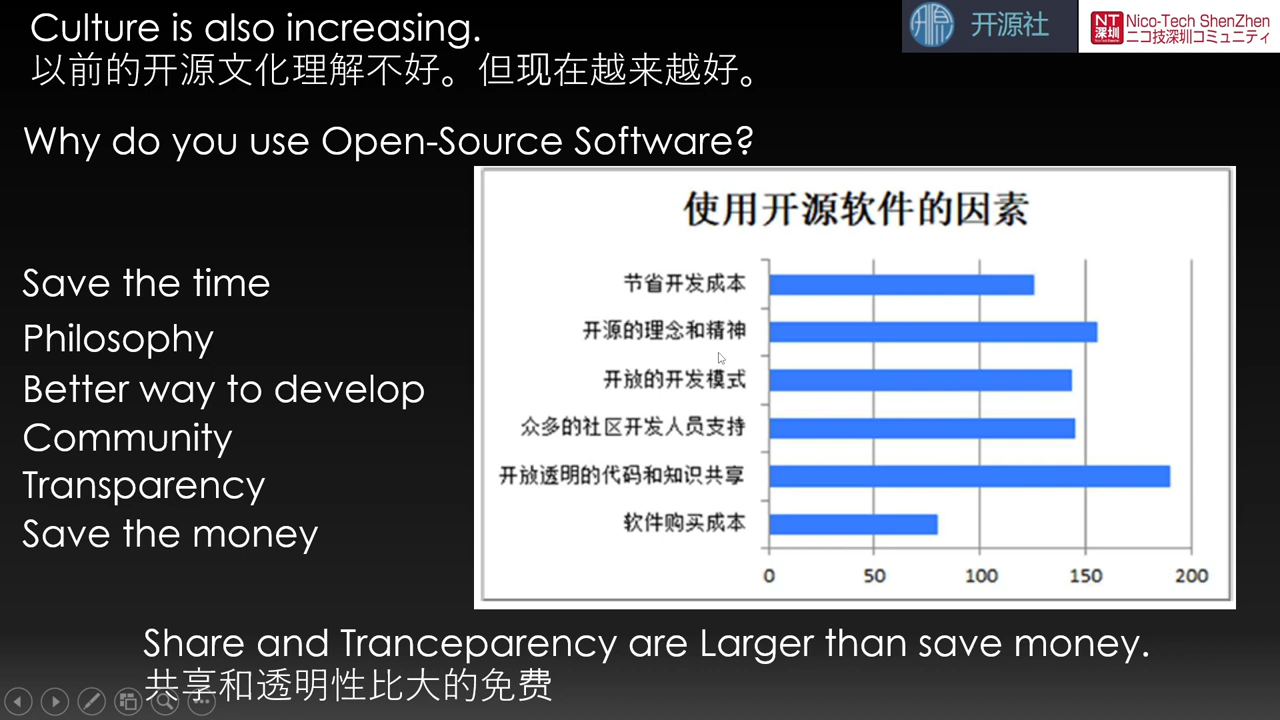 Culture is also increasing.
以前的开源文化理解不好。但现在越来越好。
开源社
NT
深圳
Nico-Tech ShenZhen
ニコ技深圳コミュニティ
Why do you use Open-Source Software?
使用开源软件的因素
Save the time
节省开发成本
Philosophy
开源的理念和精神
Better way to develop
开放的开发模式
Community
众多的社区开发人员支持
Transparency
开放透明的代码和知识共享
Save the money
软件购买成本
0 50 100 150 200
Share and Tranceparency are Larger than save money.
共享和透明性比大的免费